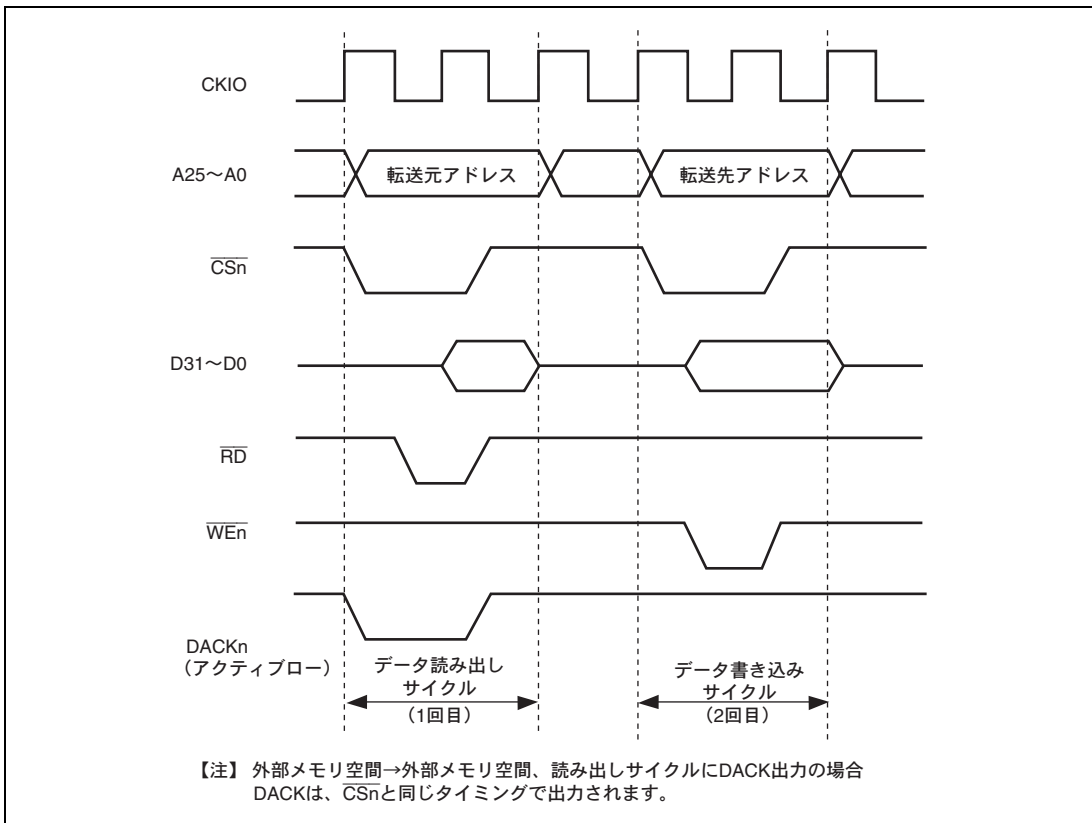 CKIO
A25～A0
転送元アドレス
転送先アドレス
CSn
D31～D0
RD
WEn
DACKn
（アクティブロー）
データ読み出し
サイクル
（1回目）
データ書き込み
サイクル
（2回目）
【注】 外部メモリ空間→外部メモリ空間、読み出しサイクルにDACK出力の場合
DACKは、CSnと同じタイミングで出力されます。